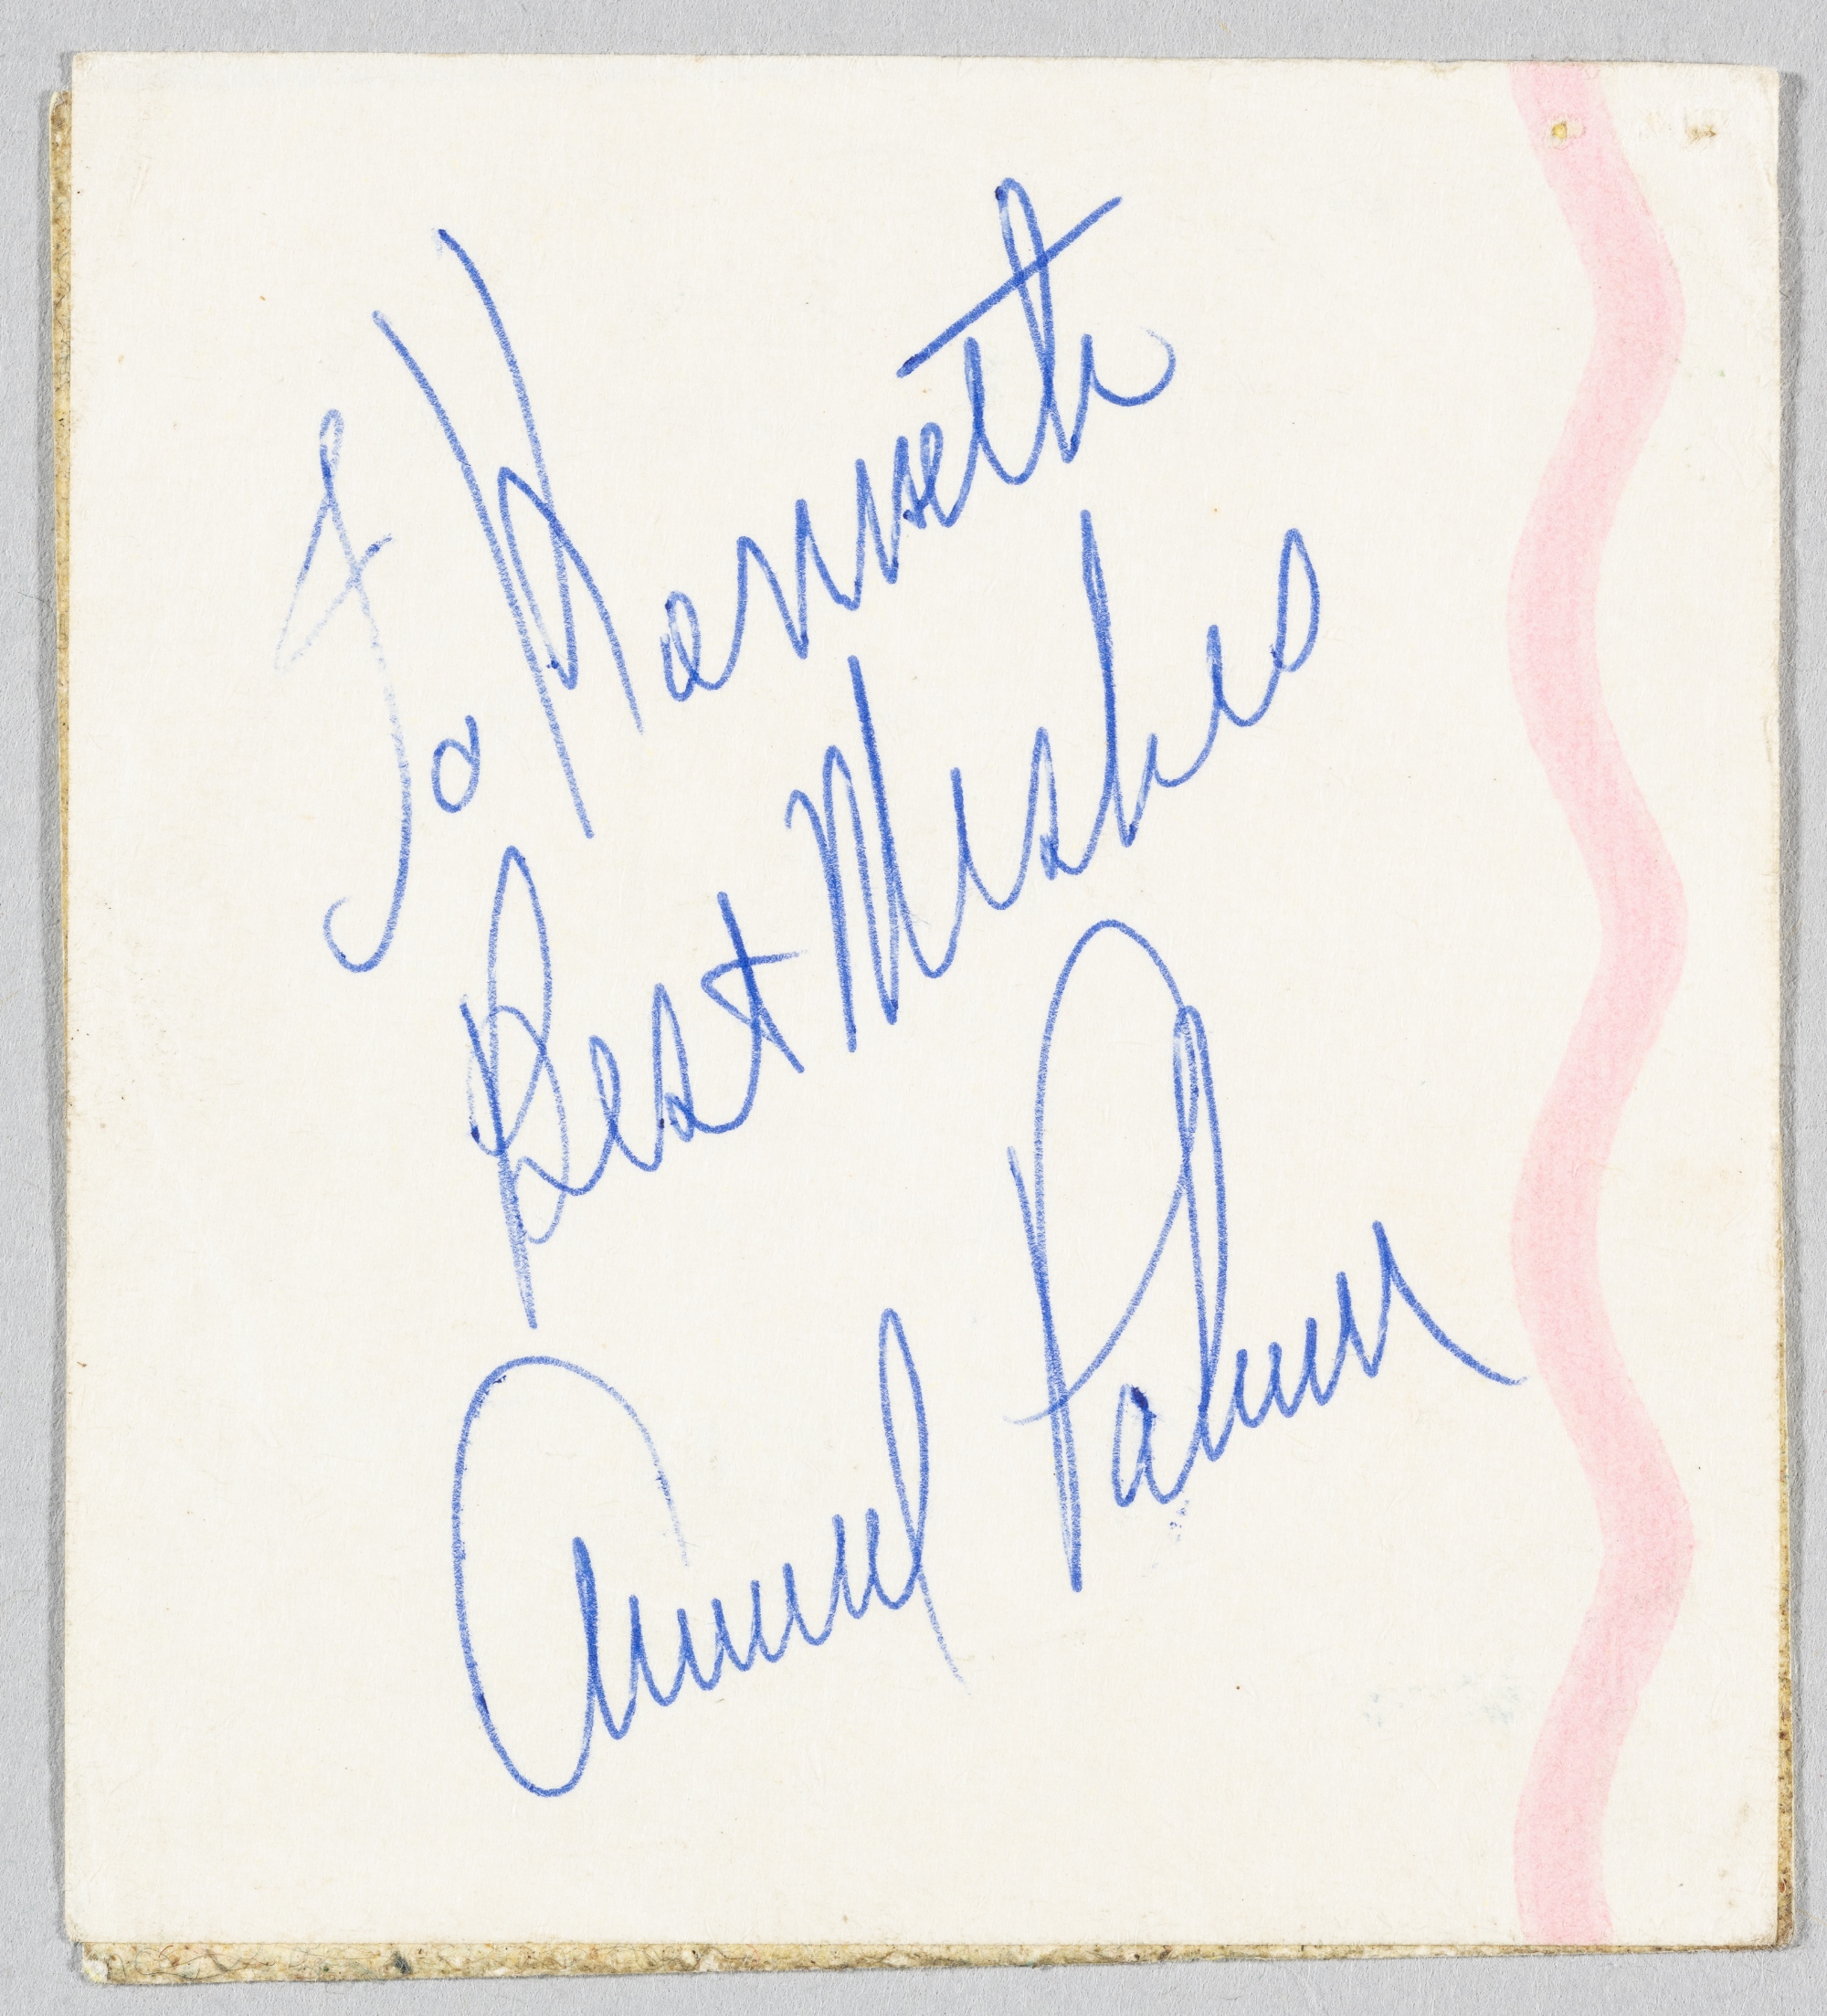 To Kenneth
Best Wishes
Arnold Palmer